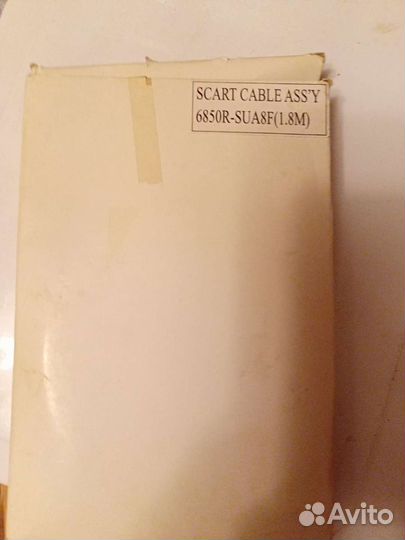 SCART CABLE ASS'Y
6850R-SUA8F(1.8M)
Avito